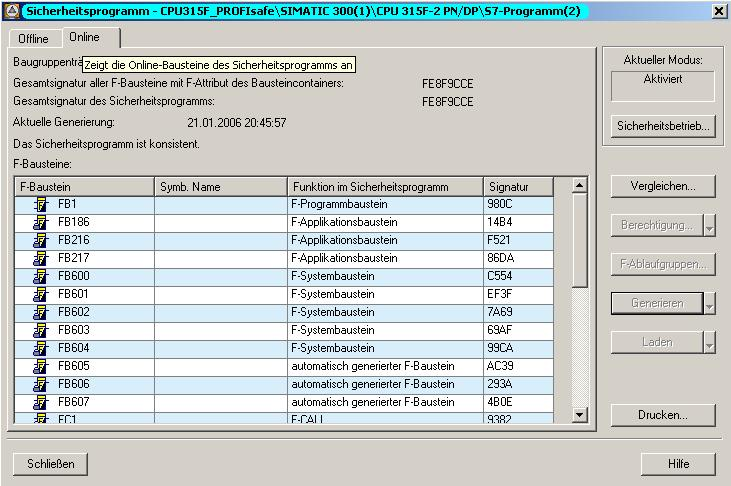 Sicherheitsprogramm - CPU315F_PROFIsafe\SIMATIC 300(1)\CPU 315F-2 PN/DP\S7-Programm(2)
Offline Online
Baugruppenträ
Zeigt die Online-Bausteine des Sicherheitsprogramms an
Gesamtsignatur aller F-Bausteine mit F-Attribut des Bausteincontainers: FE8F9CCE
Gesamtsignatur des Sicherheitsprogramms: FE8F9CCE
Aktuelle Generierung: 21.01.2006 20:45:57
Das Sicherheitsprogramm ist konsistent.
F-Bausteine:
F-Baustein Symb. Name Funktion im Sicherheitsprogramm Signatur
FB1 F-Programmbaustein 980C
FB186 F-Applikationsbaustein 14B4
FB216 F-Applikationsbaustein F521
FB217 F-Applikationsbaustein 86DA
FB600 F-Systembaustein C554
FB601 F-Systembaustein EF3F
FB602 F-Systembaustein 7A69
FB603 F-Systembaustein 69AF
FB604 F-Systembaustein 99CA
FB605 automatisch generierter F-Baustein AC39
FB606 automatisch generierter F-Baustein 293A
FB607 automatisch generierter F-Baustein 4B0E
FC1 F-CALL 9382
Aktueller Modus:
Aktiviert
Sicherheitsbetrieb...
Vergleichen...
Berechtigung...
F-Ablaufgruppen...
Generieren
Laden
Drucken...
Schließen
Hilfe